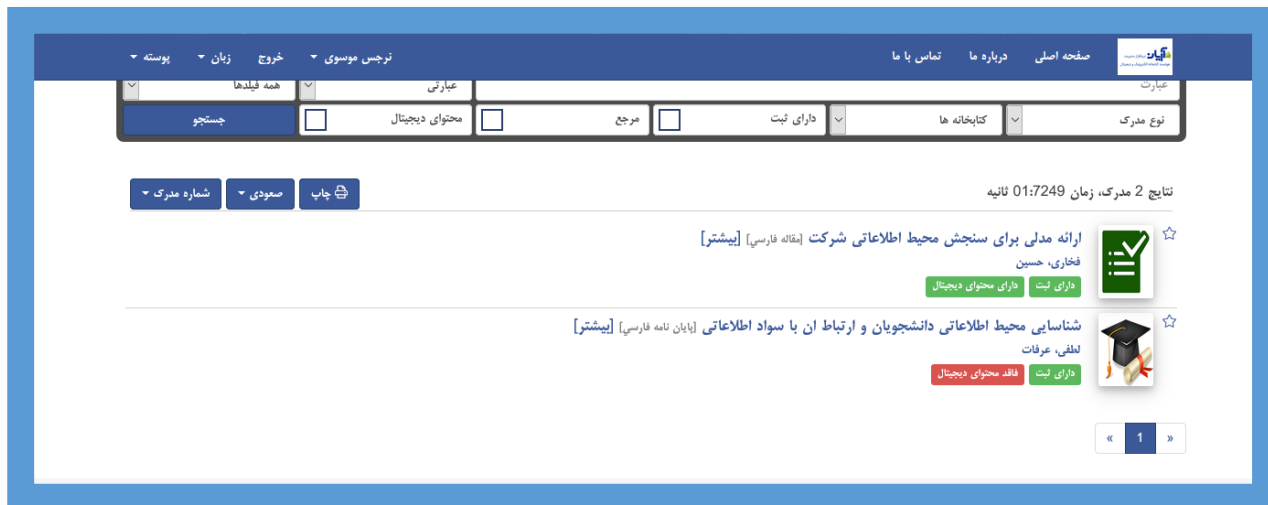 آیان
صفحه اصلی درباره ما تماس با ما نرجس موسوی خروج زبان پوسته
عبارت عبارتی همه فیلدها
نوع مدرک کتابخانه ها دارای ثبت مرجع محتوای دیجیتال جستجو
نتایج 2 مدرک، زمان 01:7249 ثانیه چاپ صعودی شماره مدرک
ارائه مدلی برای سنجش محیط اطلاعاتی شرکت [مقاله فارسي] [بیشتر]
فخاری، حسین
دارای ثبت دارای محتوای دیجیتال
شناسایی محیط اطلاعاتی دانشجویان و ارتباط ان با سواد اطلاعاتی [پایان نامه فارسي] [بیشتر]
لطفی، عرفات
دارای ثبت فاقد محتوای دیجیتال
« 1 »